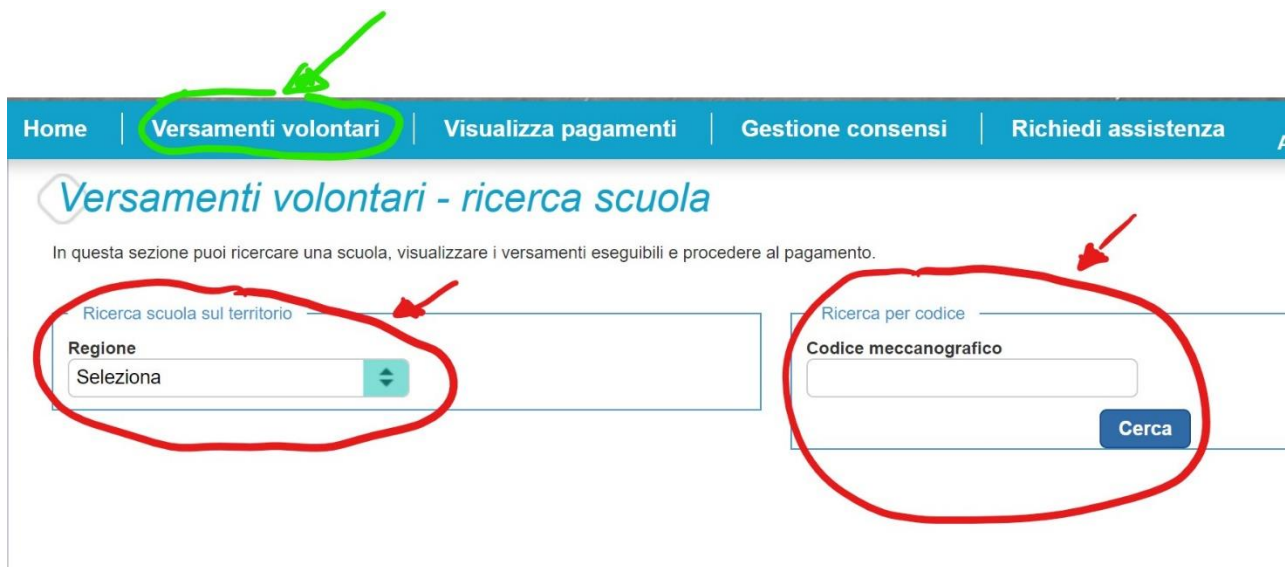 Home Versamenti volontari Visualizza pagamenti Gestione consensi Richiedi assistenza A
Versamenti volontari - ricerca scuola
In questa sezione puoi ricercare una scuola, visualizzare i versamenti eseguibili e procedere al pagamento.
Ricerca scuola sul territorio
Regione
Seleziona
Ricerca per codice
Codice meccanografico
Cerca